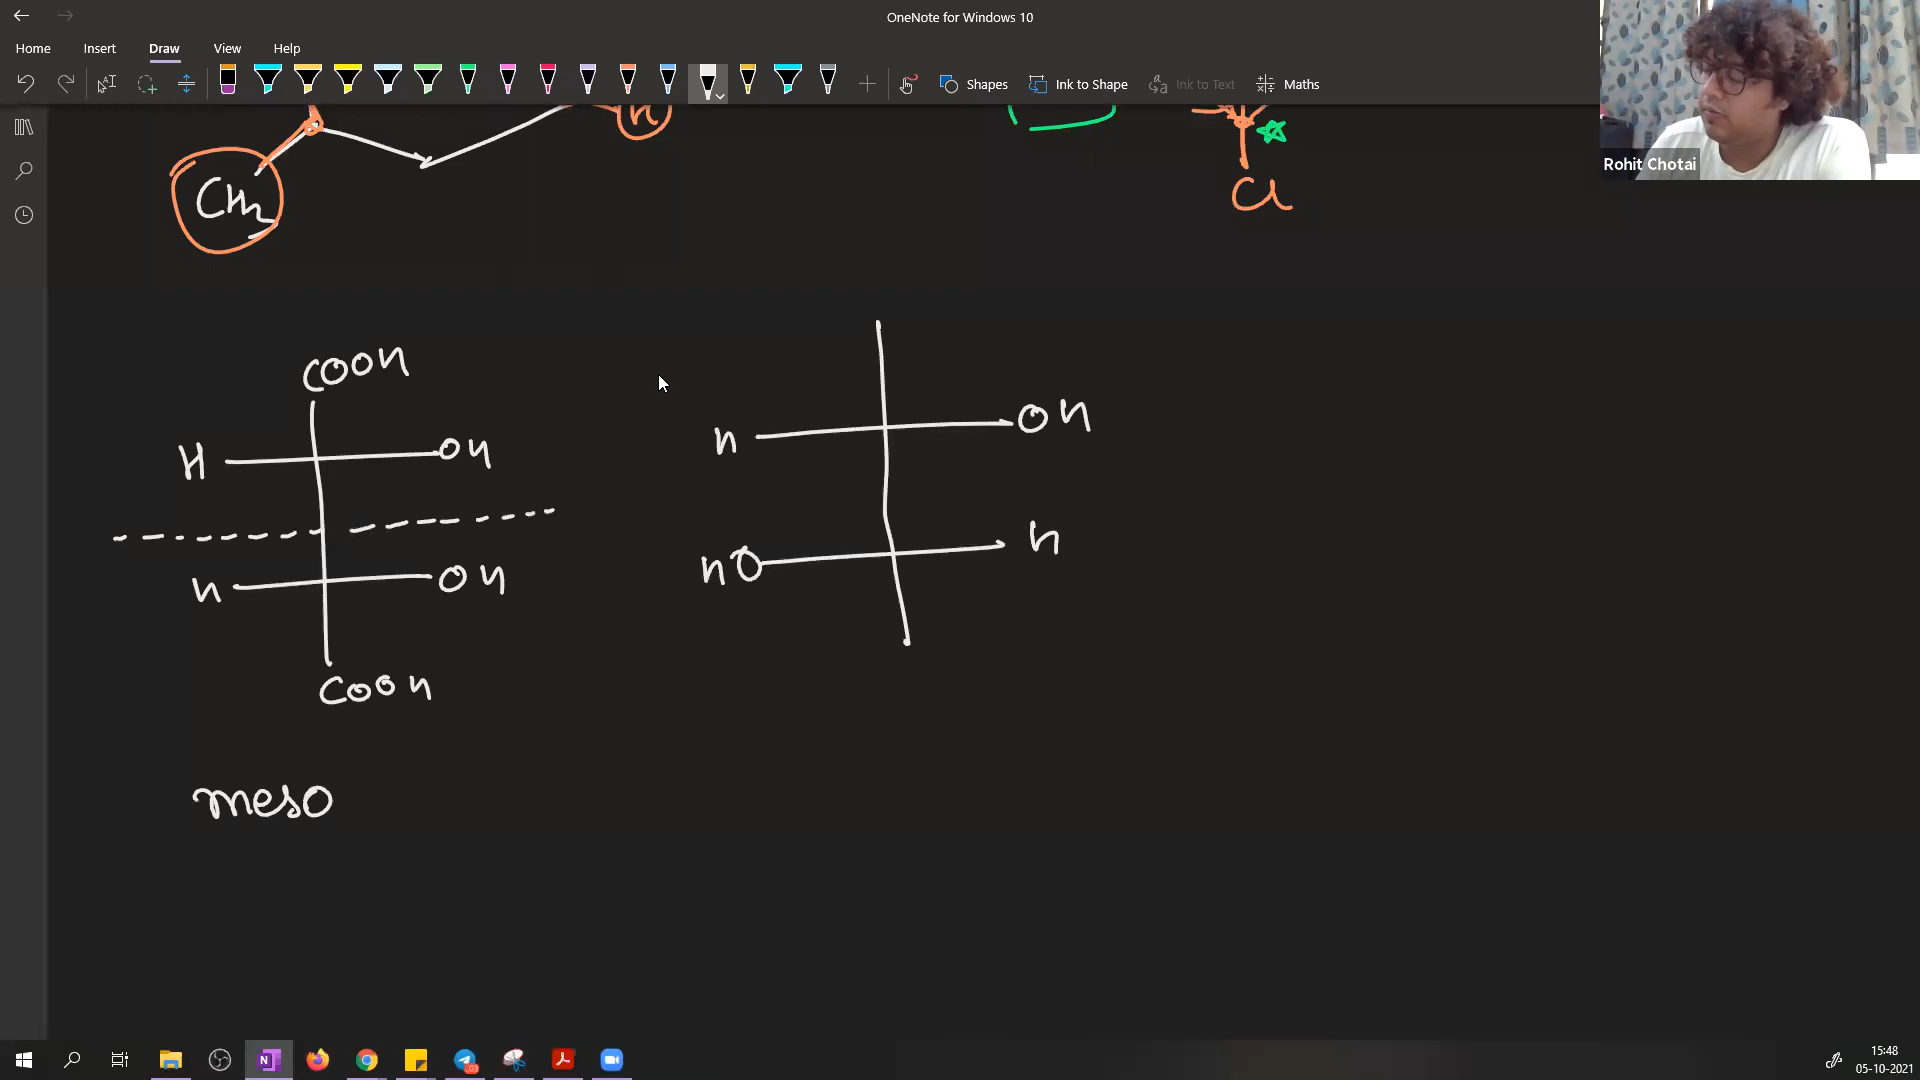 OneNote for Windows 10
Home Insert Draw View Help
Shapes Ink to Shape Ink to Text Maths
Rohit Chotai
CH3
H
Cl
COOH
H OH
H OH
COOH
H OH
HO H
meso
15:48
05-10-2021